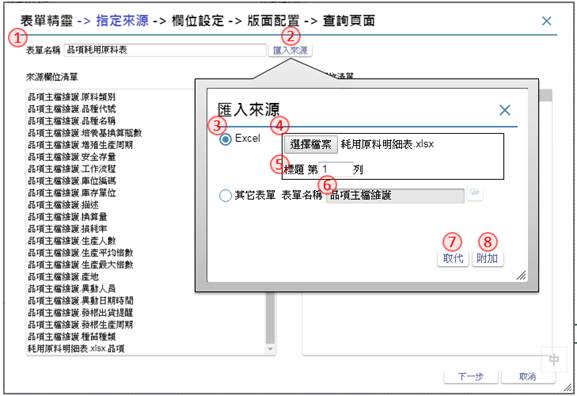 表單精靈 -> 指定來源 -> 欄位設定 -> 版面配置 -> 查詢頁面
1
2
表單名稱 品項耗用原料表 匯入來源
來源欄位清單
品項主檔維護.原料類別
品項主檔維護.品種代號
品項主檔維護.品種名稱
品項主檔維護.培養基換算瓶數
品項主檔維護.增殖生產周期
品項主檔維護.安全存量
品項主檔維護.工作流程
品項主檔維護.庫位編碼
品項主檔維護.庫存單位
品項主檔維護.描述
品項主檔維護.換算量
品項主檔維護.損耗率
品項主檔維護.生產人數
品項主檔維護.生產平均倍數
品項主檔維護.生產最大倍數
品項主檔維護.產地
品項主檔維護.異動人員
品項主檔維護.異動日期時間
品項主檔維護.發根出貨提醒
品項主檔維護.發根生產周期
品項主檔維護.種苗種類
耗用原料明細表.xlsx.品項
清單
匯入來源
3
4
Excel 選擇檔案 耗用原料明細表.xlsx
5
標題 第 1 列
6
其它表單 表單名稱 品項主檔維護
7
8
取代 附加
中
下一步 取消